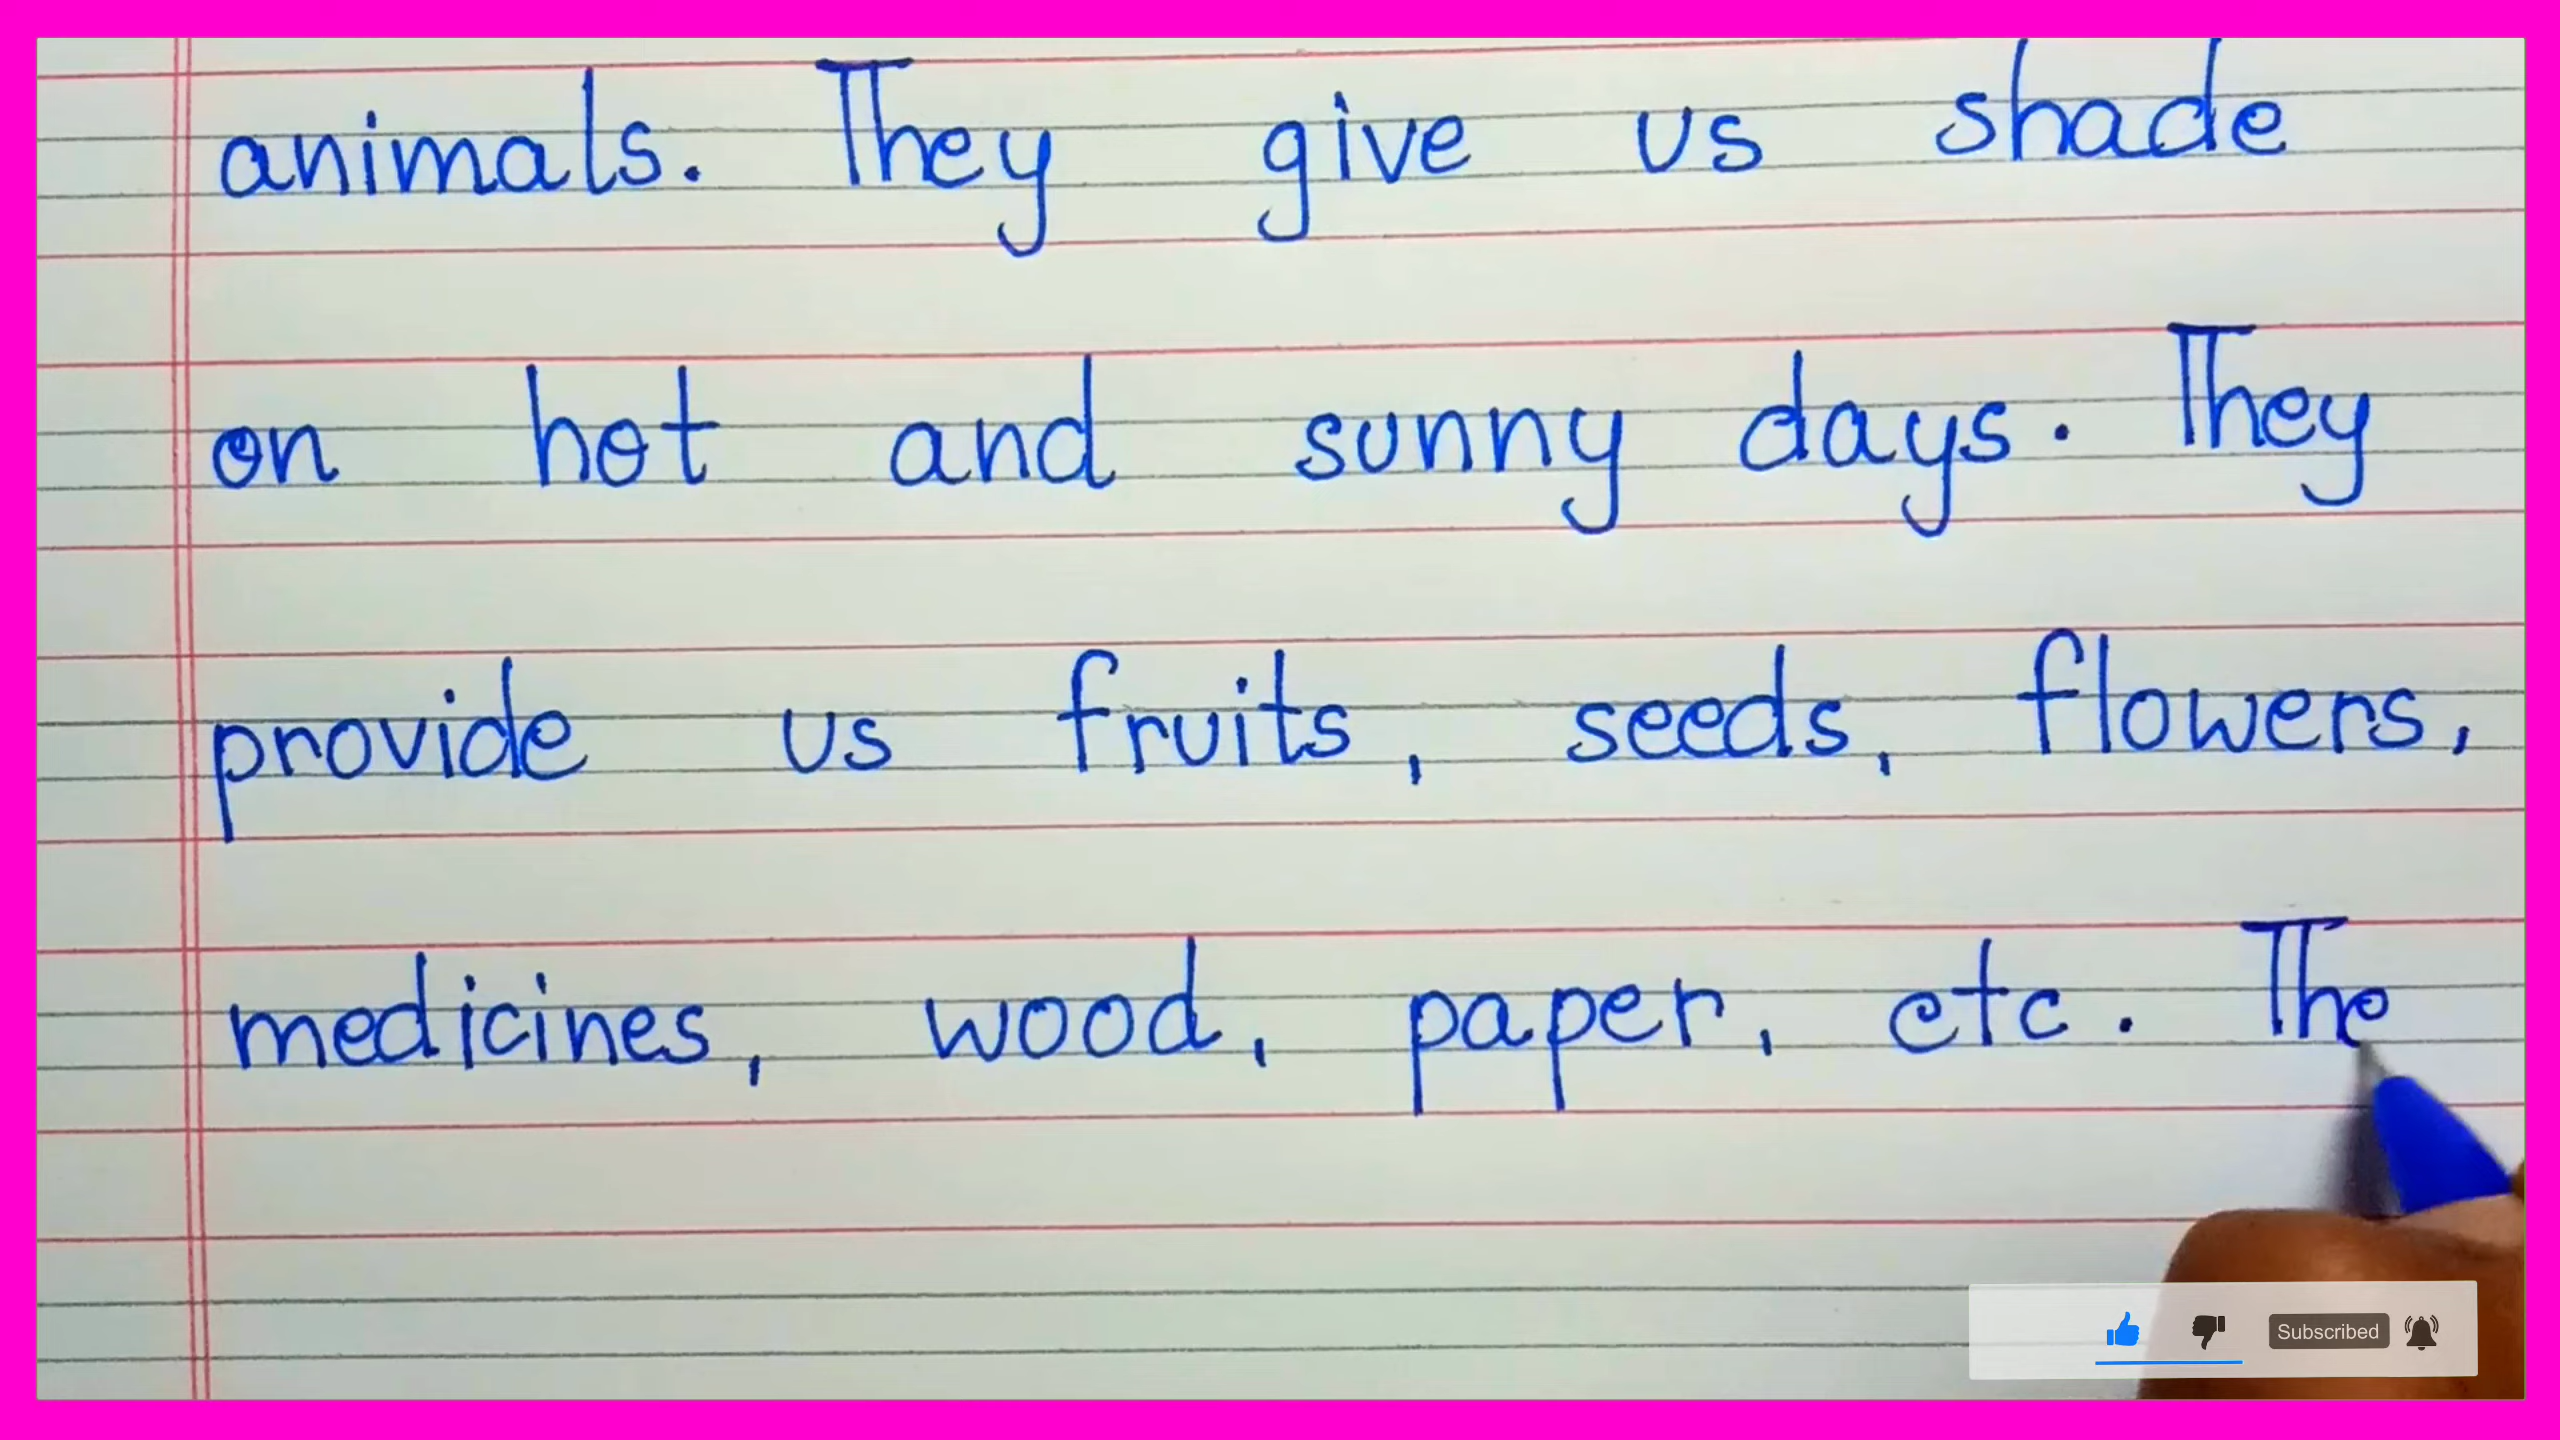 animals. They give us shade
on hot and sunny days. They
provide us fruits, seeds, flowers,
medicines, wood, paper, etc. The
Subscribed